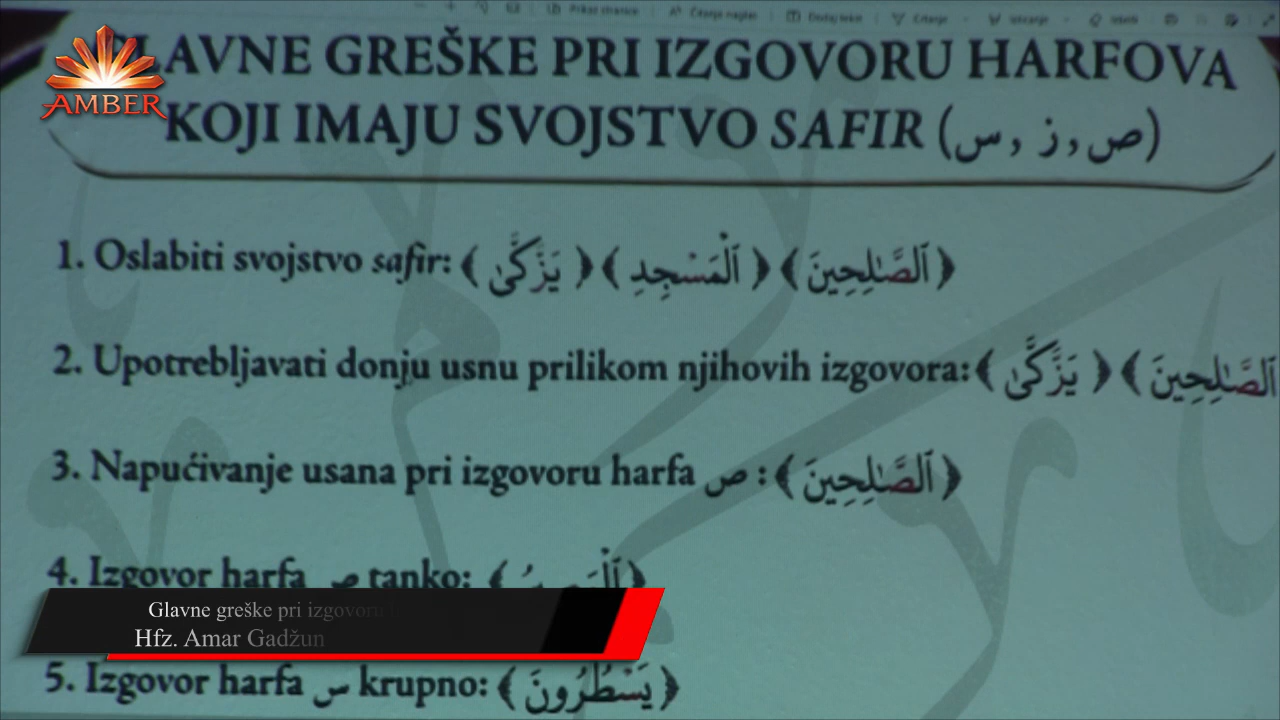 AMBER
LAVNE GREŠKE PRI IZGOVORU HARFOVA
KOJI IMAJU SVOJSTVO SAFIR (ص , ز , س)
1. Oslabiti svojstvo safir: ﴿ ٱلصَّـٰلِحِينَ ﴾ ﴿ ٱلْمَسْجِدِ ﴾ ﴿ يَزَّكَّىٰ ﴾
2. Upotrebljavati donju usnu prilikom njihovih izgovora: ﴿ ٱلصَّـٰلِحِينَ ﴾ ﴿ يَزَّكَّىٰ ﴾
3. Napućivanje usana pri izgovoru harfa ص : ﴿ ٱلصَّـٰلِحِينَ ﴾
4. Izgovor harfa ص tanko:
Glavne greške pri izgovoru
Hfz. Amar Gadžun
5. Izgovor harfa س krupno: ﴿ يَسْطُرُونَ ﴾